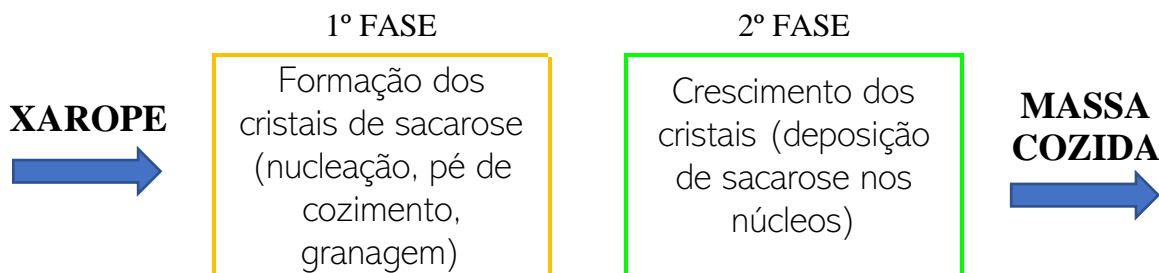 1º FASE
2º FASE
XAROPE
Formação dos
cristais de sacarose
(nucleação, pé de
cozimento,
granagem)
Crescimento dos
cristais (deposição
de sacarose nos
núcleos)
MASSA
COZIDA